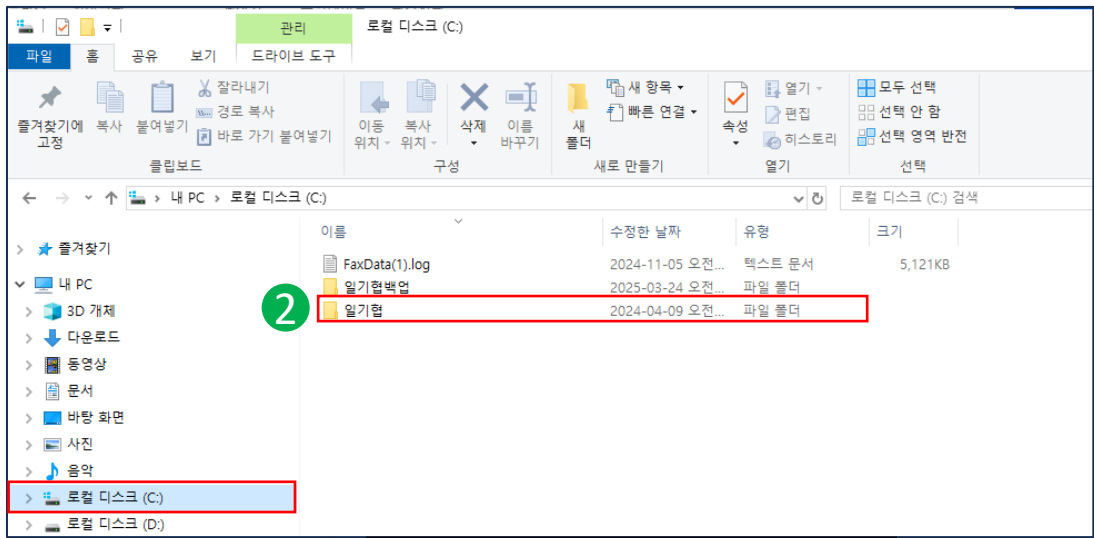 관리
로컬 디스크 (C:)
파일 홈 공유 보기 드라이브 도구
즐겨찾기에 고정
복사
붙여넣기
잘라내기
경로 복사
바로 가기 붙여넣기
클립보드
이동 위치
복사 위치
삭제
이름 바꾸기
구성
새 폴더
새 항목
빠른 연결
새로 만들기
속성
열기
편집
히스토리
열기
모두 선택
선택 안 함
선택 영역 반전
선택
내 PC > 로컬 디스크 (C:)
로컬 디스크 (C:) 검색
이름 수정한 날짜 유형 크기
FaxData(1).log 2024-11-05 오전... 텍스트 문서 5,121KB
일기협백업 2025-03-24 오전... 파일 폴더
2 일기협 2024-04-09 오전... 파일 폴더
즐겨찾기
내 PC
3D 개체
다운로드
동영상
문서
바탕 화면
사진
음악
로컬 디스크 (C:)
로컬 디스크 (D:)